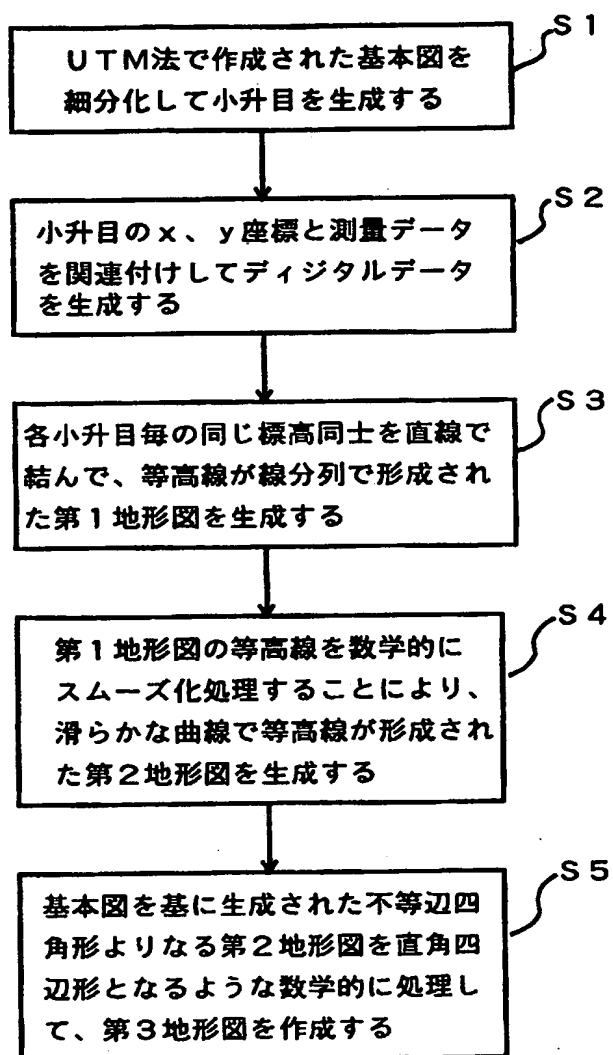 S1
UTM法で作成された基本図を
細分化して小升目を生成する
S2
小升目のx、y座標と測量データ
を関連付けしてディジタルデータ
を生成する
S3
各小升目毎の同じ標高同士を直線で
結んで、等高線が線分列で形成され
た第1地形図を生成する
S4
第1地形図の等高線を数学的に
スムーズ化処理することにより、
滑らかな曲線で等高線が形成され
た第2地形図を生成する
S5
基本図を基に生成された不等辺四
角形よりなる第2地形図を直角四
辺形となるような数学的に処理し
て、第3地形図を作成する